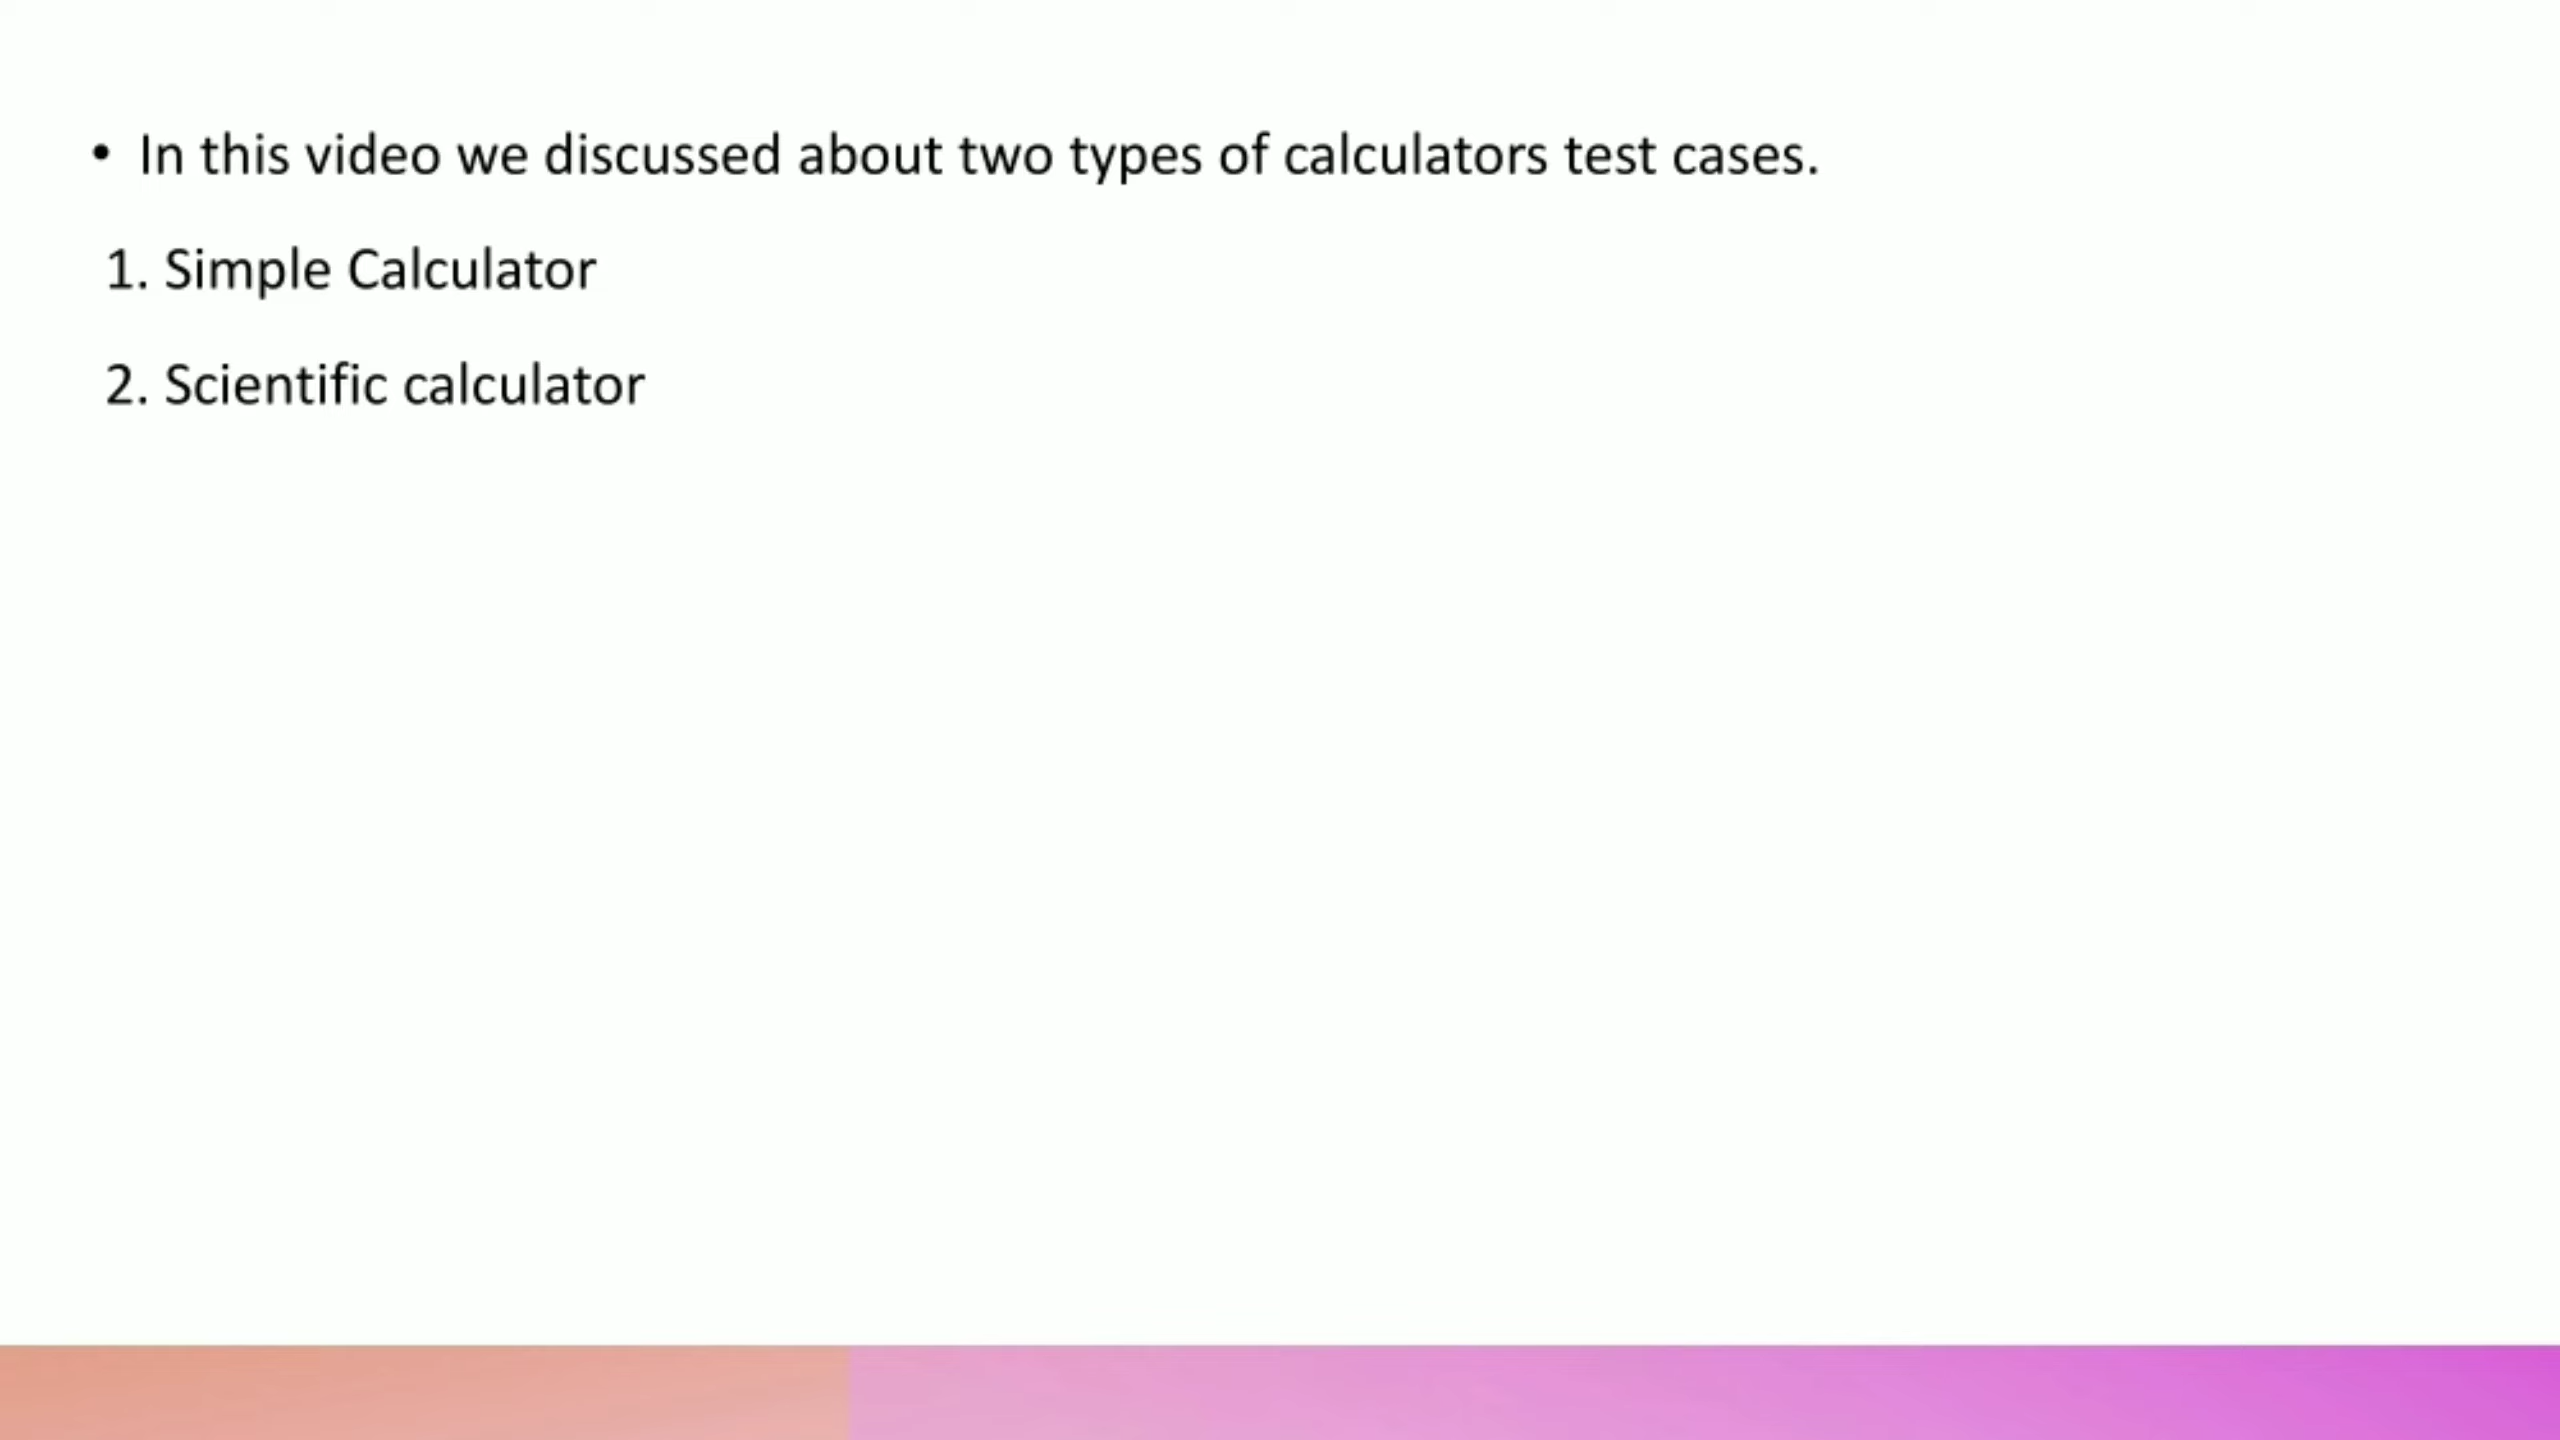 • In this video we discussed about two types of calculators test cases.
1. Simple Calculator
2. Scientific calculator